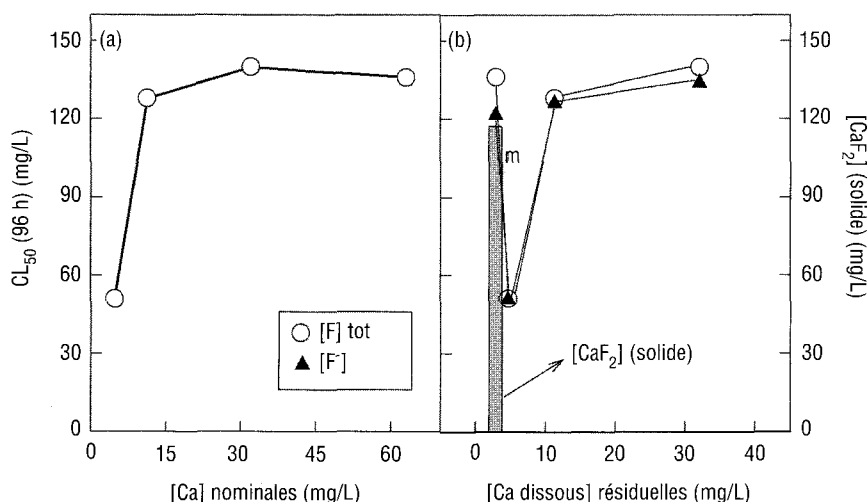 150
120
90
60
30
0
CL50 (96 h) (mg/L)
(a)
[F] tot
[F-]
0 15 30 45 60
[Ca] nominales (mg/L)
(b)
m
[CaF2] (solide)
0 10 20 30 40
[Ca dissous] résiduelles (mg/L)
150
120
90
60
30
0
[CaF2] (solide) (mg/L)